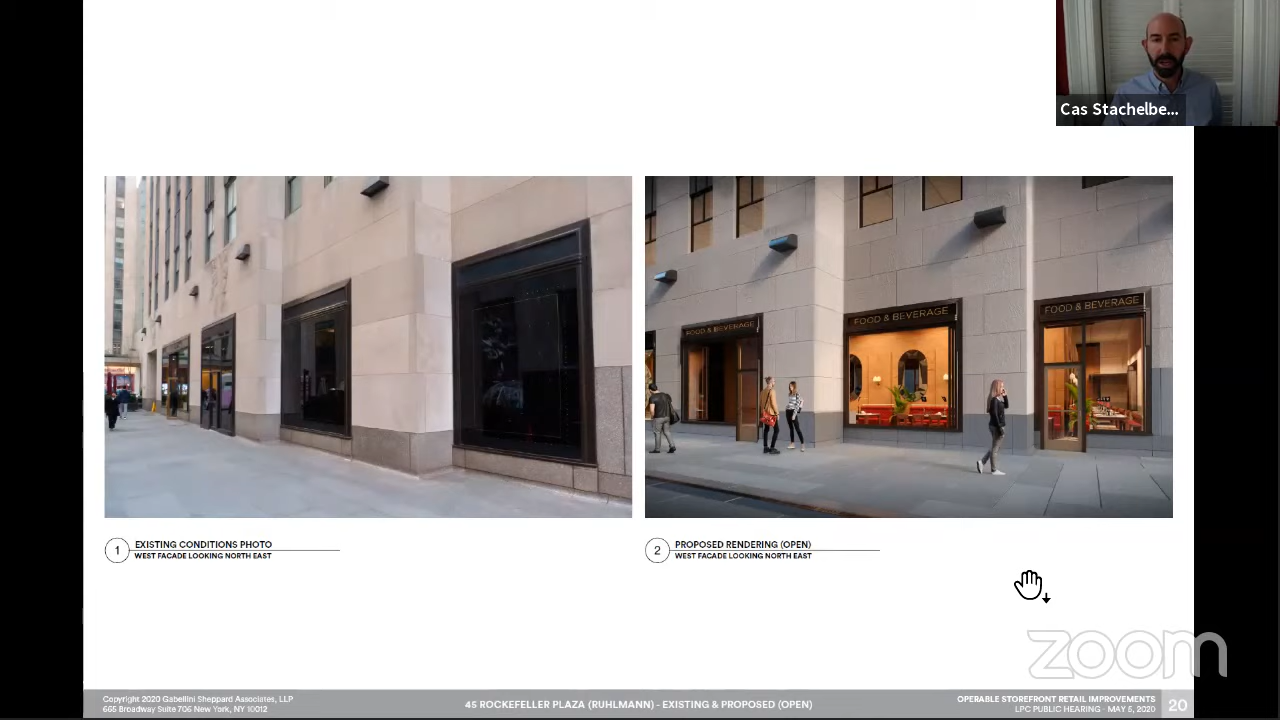 Cas Stachelbe...
FOOD & BEVERAGE
FOOD & BEVERAGE
FOOD & BEVERAGE
1
EXISTING CONDITIONS PHOTO
WEST FACADE LOOKING NORTH EAST
2
PROPOSED RENDERING (OPEN)
WEST FACADE LOOKING NORTH EAST
zoom
Copyright 2020 Gabellini Sheppard Associates, LLP
665 Broadway Suite 706 New York, NY 10012
45 ROCKEFELLER PLAZA (RUHLMANN) - EXISTING & PROPOSED (OPEN)
OPERABLE STOREFRONT RETAIL IMPROVEMENTS
LPC PUBLIC HEARING - MAY 5, 2020
20